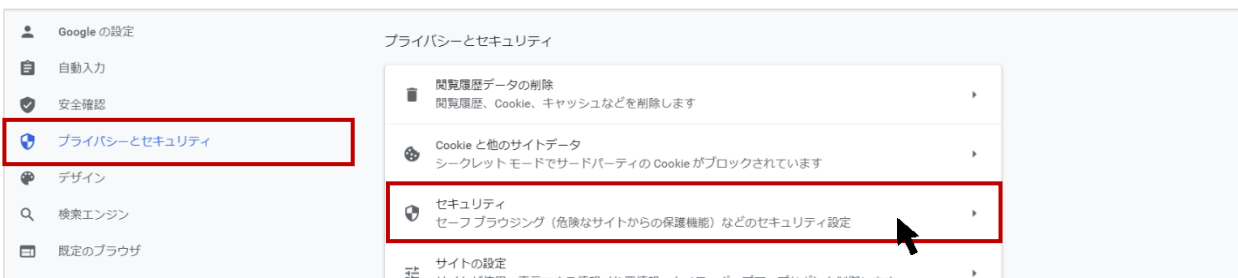 Google の設定
自動入力
安全確認
プライバシーとセキュリティ
デザイン
検索エンジン
既定のブラウザ
プライバシーとセキュリティ
閲覧履歴データの削除
閲覧履歴、Cookie、キャッシュなどを削除します
Cookie と他のサイトデータ
シークレット モードでサードパーティの Cookie がブロックされています
セキュリティ
セーフ ブラウジング（危険なサイトからの保護機能）などのセキュリティ設定
サイトの設定